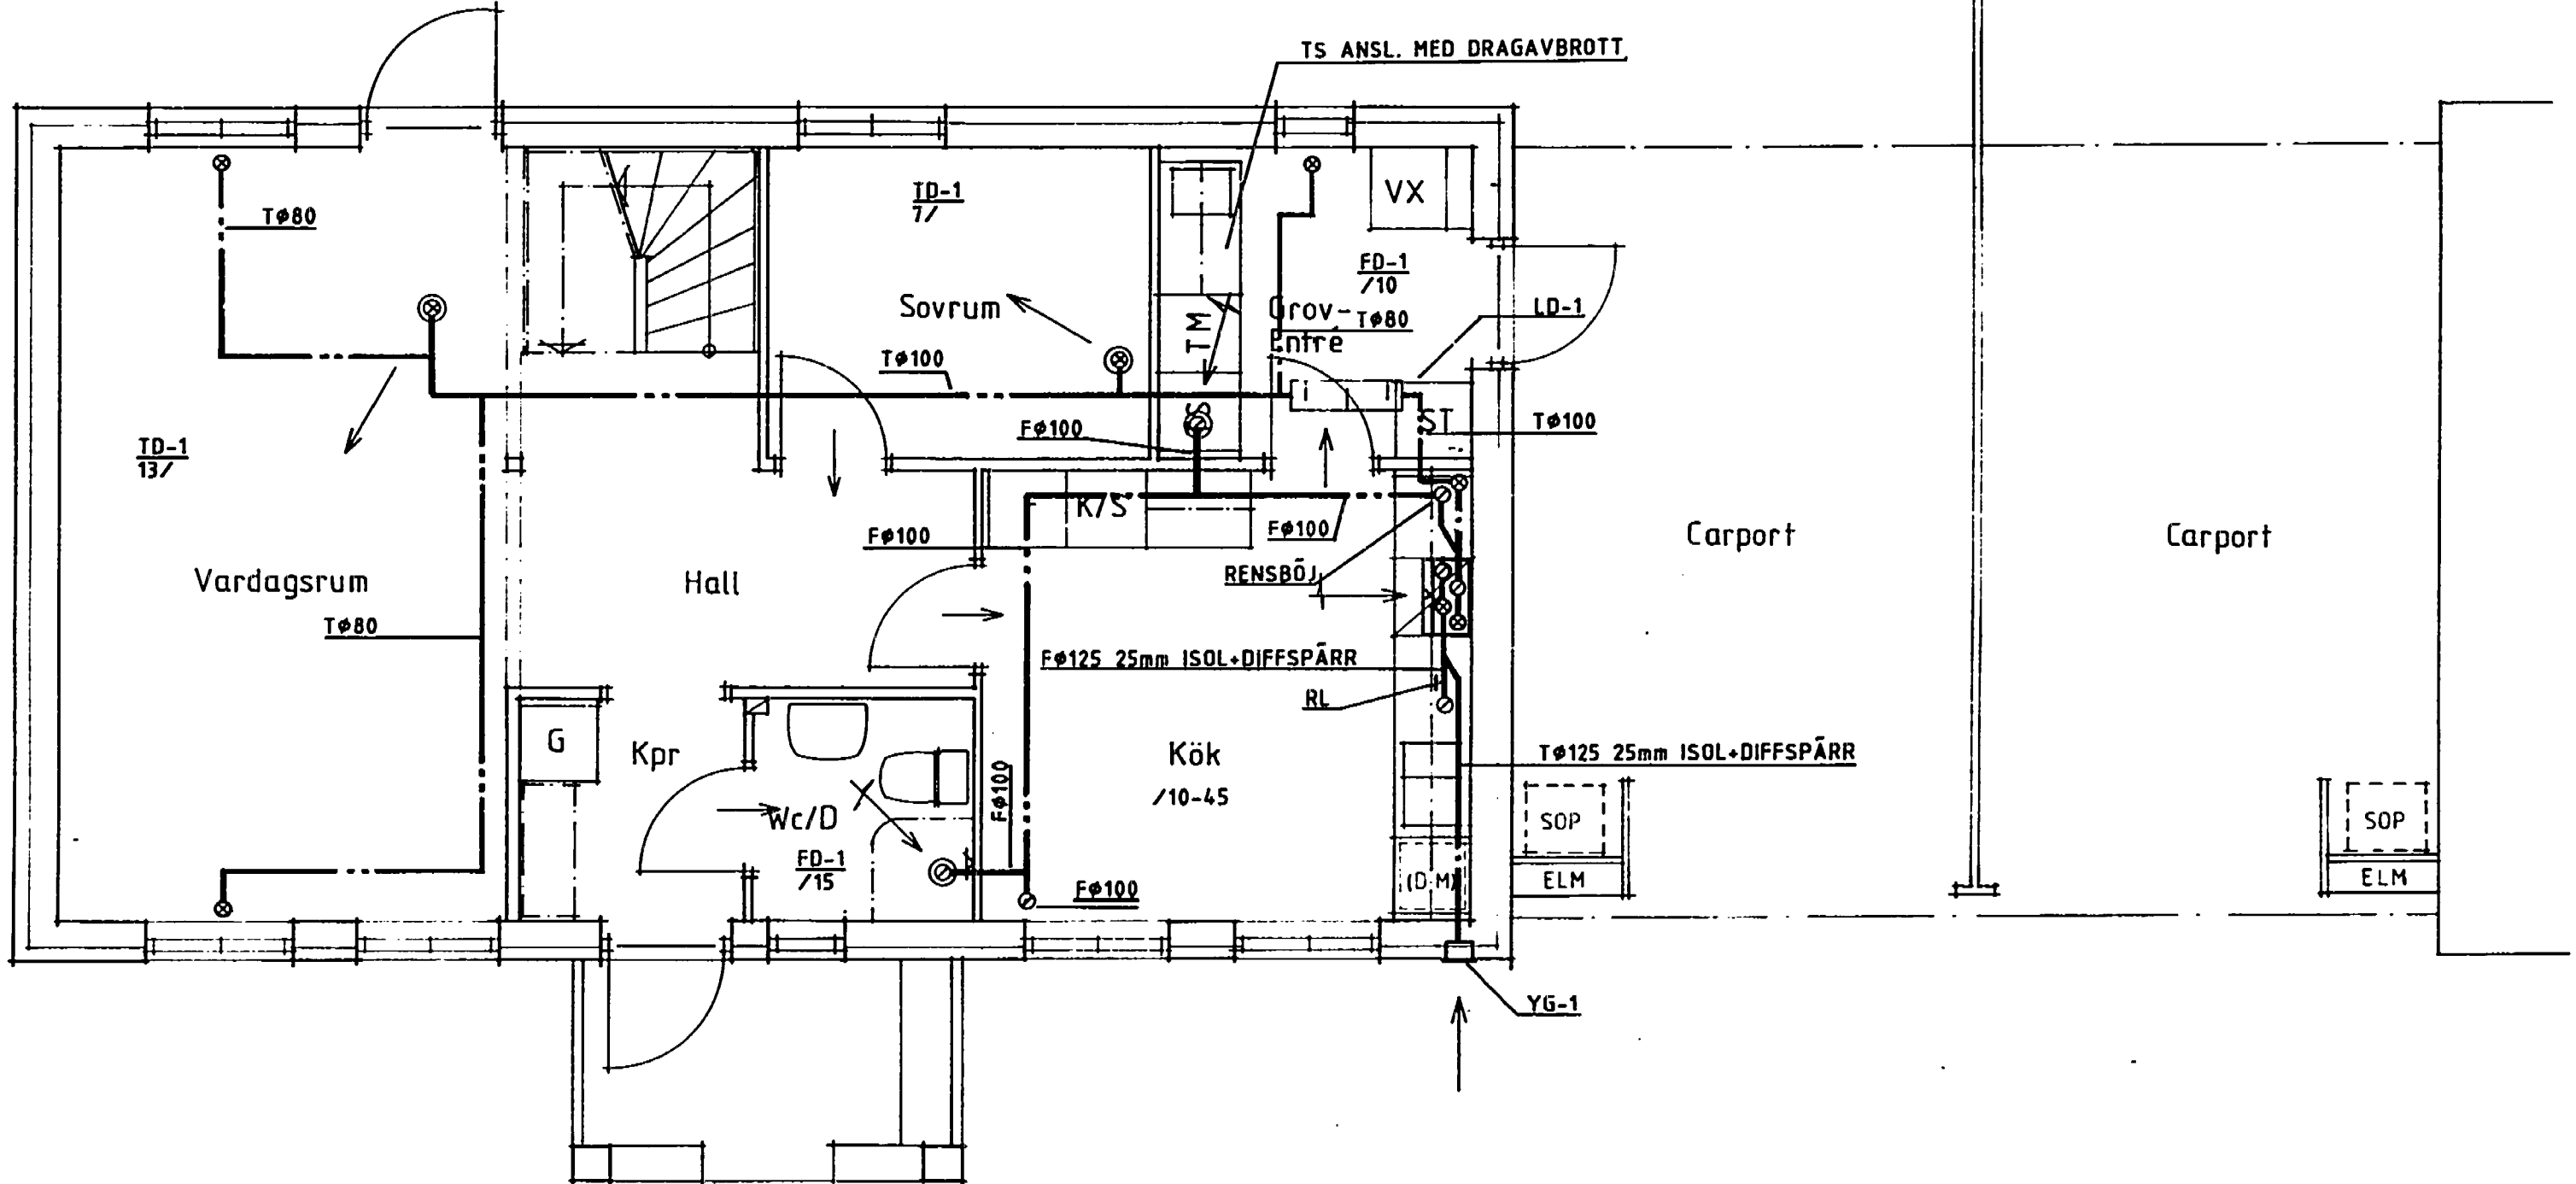 TS ANSL. MED DRAGAVBROTT
TD-1
7/
VX
Tø80
FD-1
/10
Sovrum
TM
Grov-
Entré
Tø80
LD-1
Tø100
TD-1
13/
Fø100
ST
Tø100
K/S
Fø100
Fø100
Carport
Carport
Vardagsrum
Hall
RENSBÖJ
Tø80
Fø125 25mm ISOL+DIFFSPÄRR
RL
G
Kpr
Kök
/10-45
Tø125 25mm ISOL+DIFFSPÄRR
Fø100
Wc/D
SOP
SOP
FD-1
/15
Fø100
(DM)
ELM
ELM
YG-1